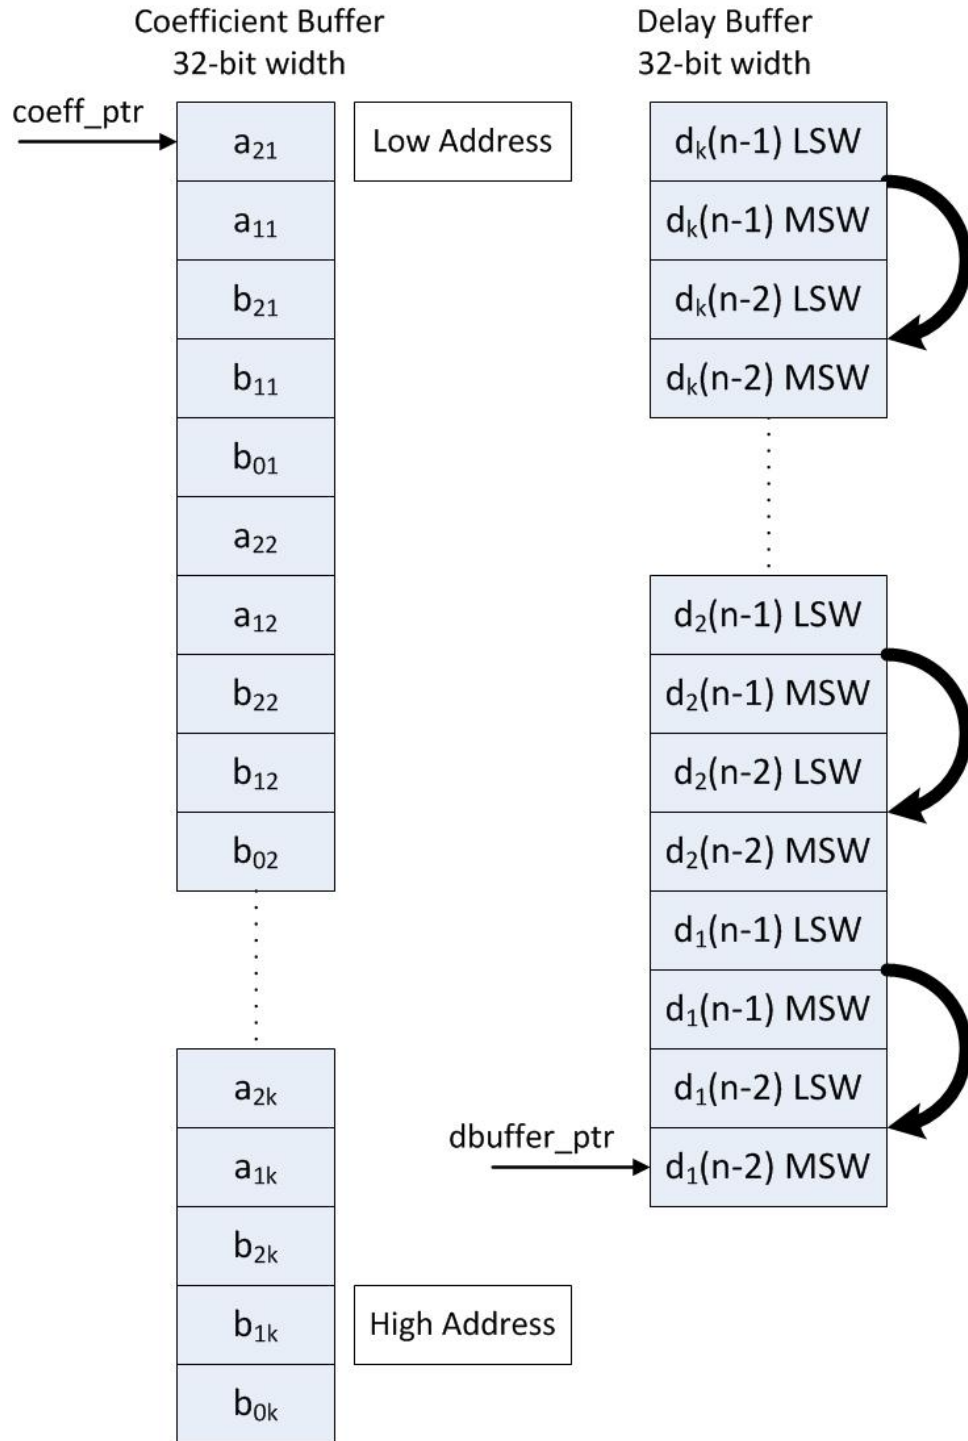 Coefficient Buffer
32-bit width
coeff_ptr
a₂₁
Low Address
a₁₁
b₂₁
b₁₁
b₀₁
a₂₂
a₁₂
b₂₂
b₁₂
b₀₂
a₂ₖ
a₁ₖ
b₂ₖ
b₁ₖ
High Address
b₀ₖ
Delay Buffer
32-bit width
dₖ(n-1) LSW
dₖ(n-1) MSW
dₖ(n-2) LSW
dₖ(n-2) MSW
d₂(n-1) LSW
d₂(n-1) MSW
d₂(n-2) LSW
d₂(n-2) MSW
d₁(n-1) LSW
d₁(n-1) MSW
d₁(n-2) LSW
dbuffer_ptr
d₁(n-2) MSW